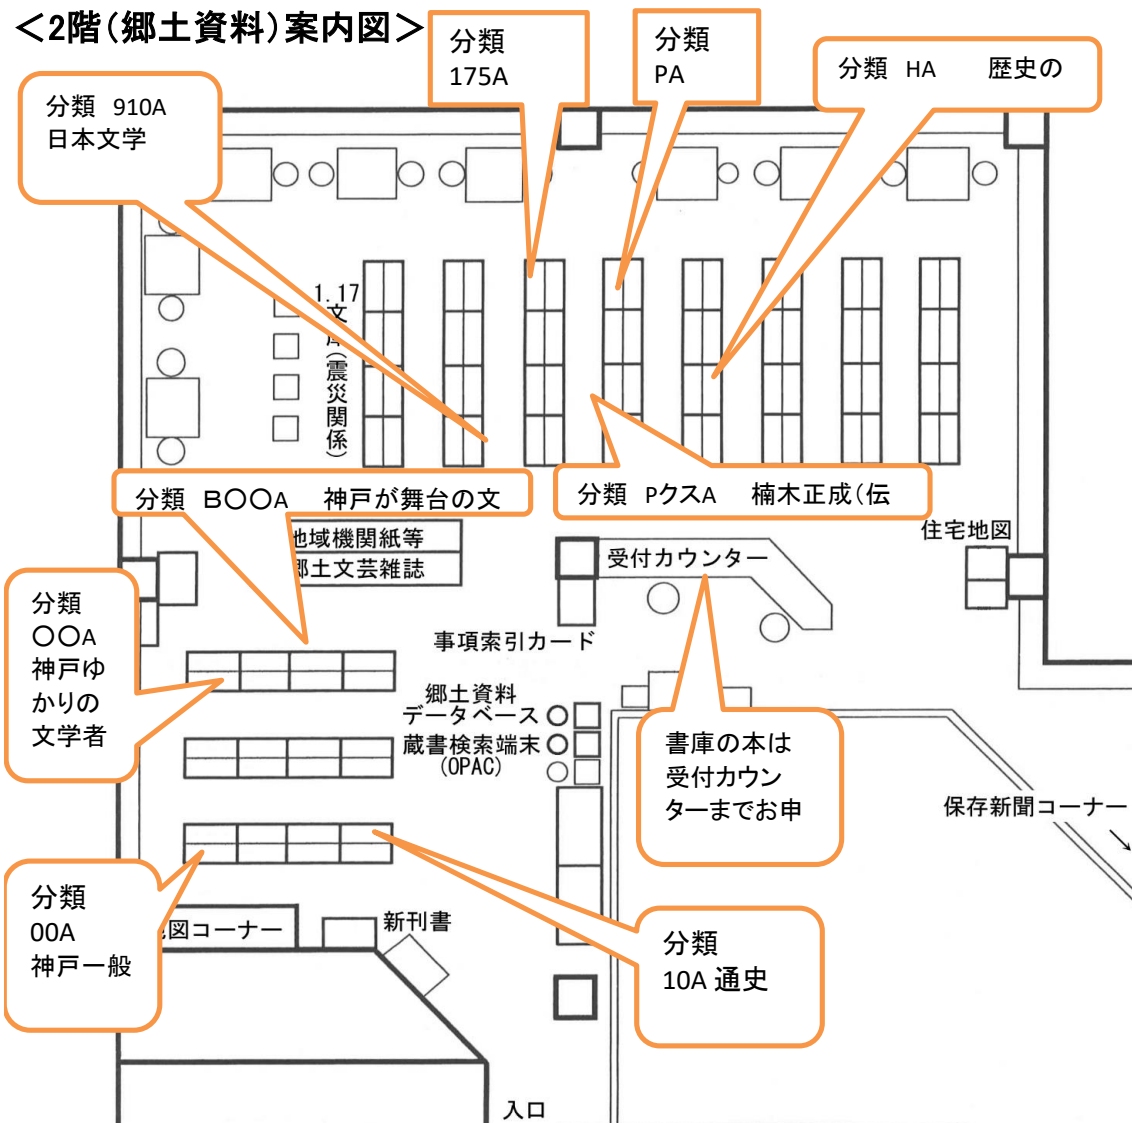 ＜2階(郷土資料)案内図＞
分類
175A
分類
PA
分類 HA 歴史の
分類 910A
日本文学
1.17
文
(震災関係)
分類 B〇〇A 神戸が舞台の文
分類 PクスA 楠木正成(伝
地域機関紙等
郷土文芸雑誌
受付カウンター
住宅地図
分類
〇〇A
神戸ゆ
かりの
文学者
事項索引カード
郷土資料
データベース
蔵書検索端末
(OPAC)
書庫の本は
受付カウン
ターまでお申
保存新聞コーナー
分類
00A
神戸一般
図コーナー
新刊書
分類
10A 通史
入口